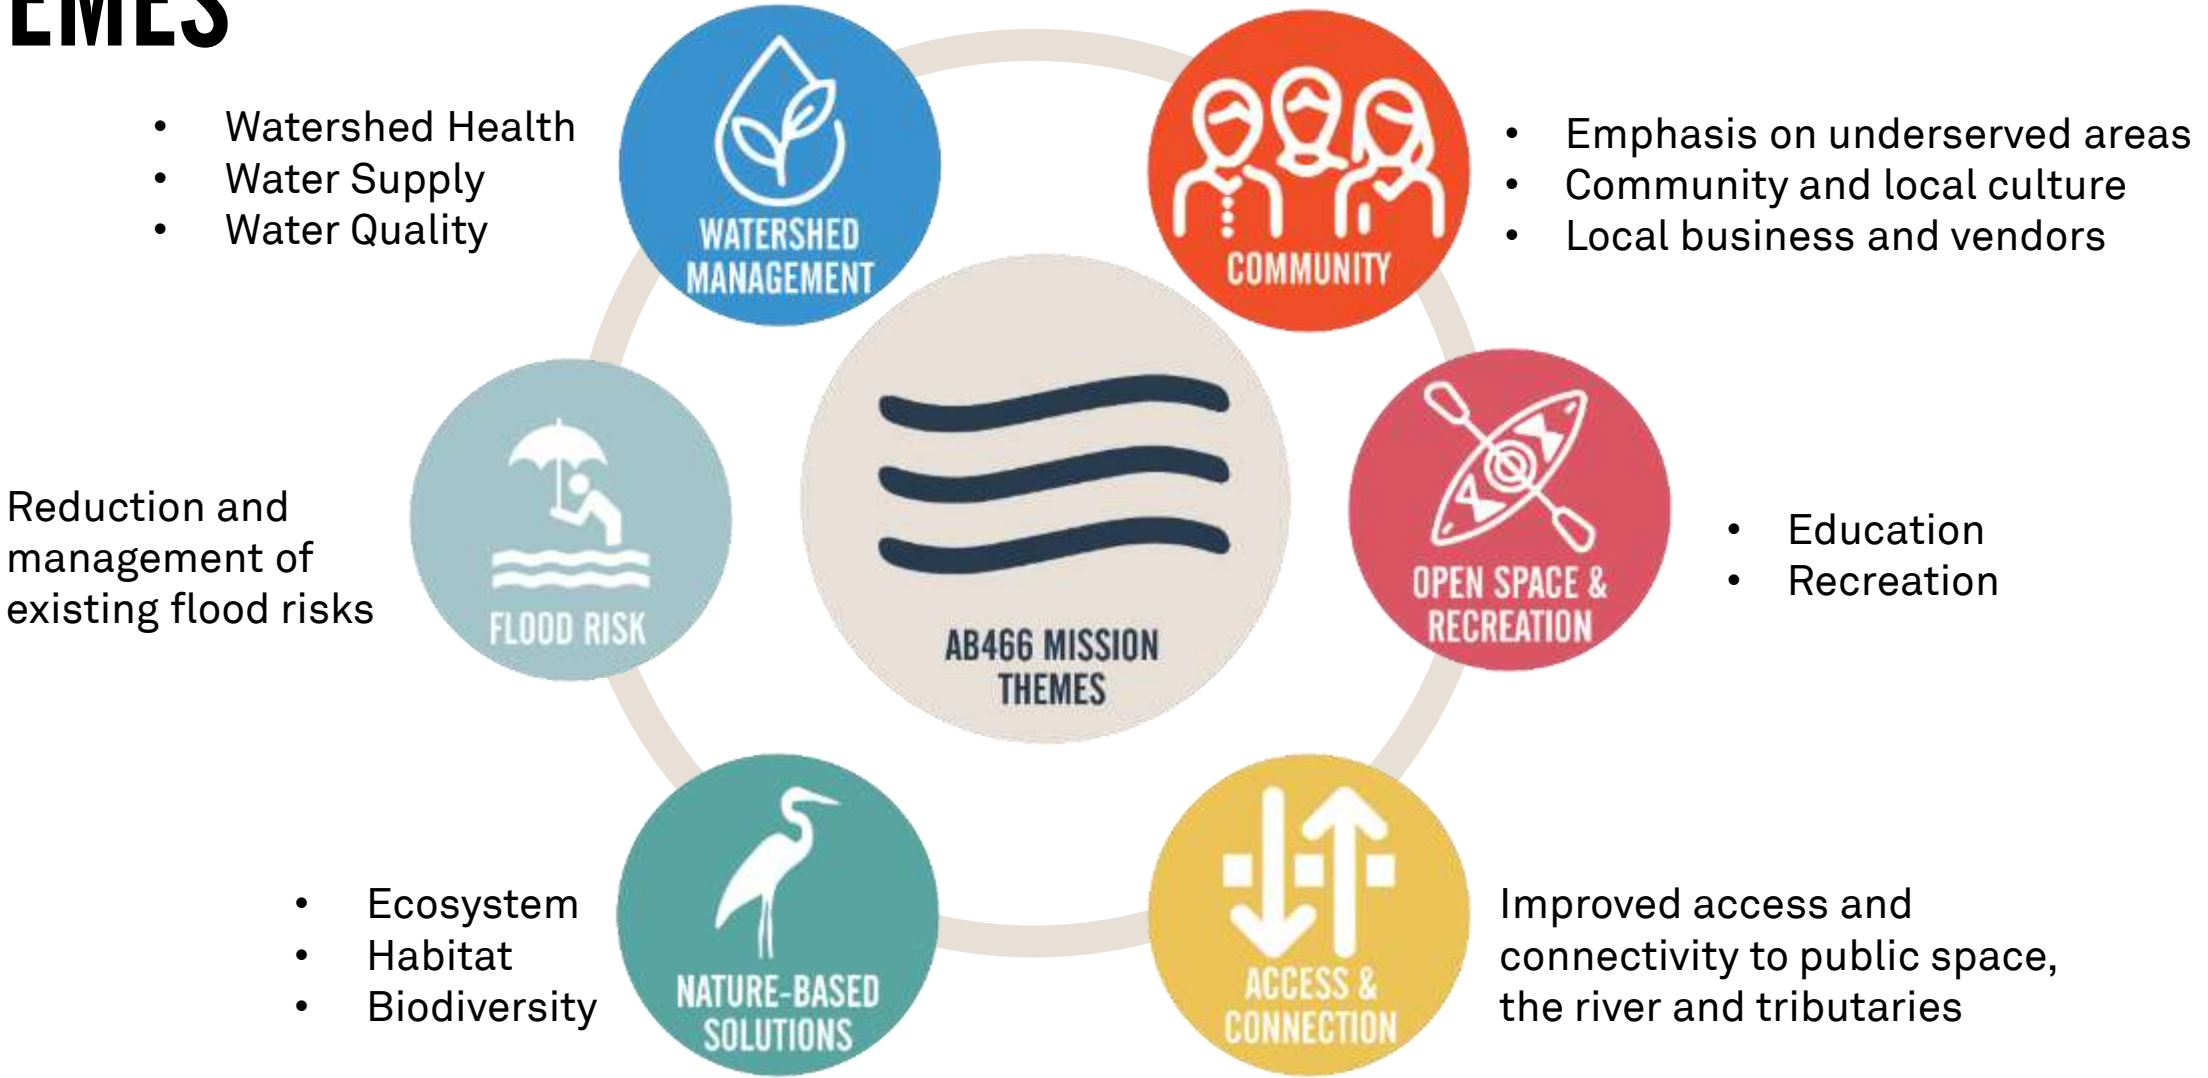 EMES
• Watershed Health
• Water Supply
• Water Quality
WATERSHED
MANAGEMENT
COMMUNITY
• Emphasis on underserved areas
• Community and local culture
• Local business and vendors
Reduction and
management of
existing flood risks
FLOOD RISK
AB466 MISSION
THEMES
OPEN SPACE &
RECREATION
• Education
• Recreation
• Ecosystem
• Habitat
• Biodiversity
NATURE-BASED
SOLUTIONS
ACCESS &
CONNECTION
Improved access and
connectivity to public space,
the river and tributaries